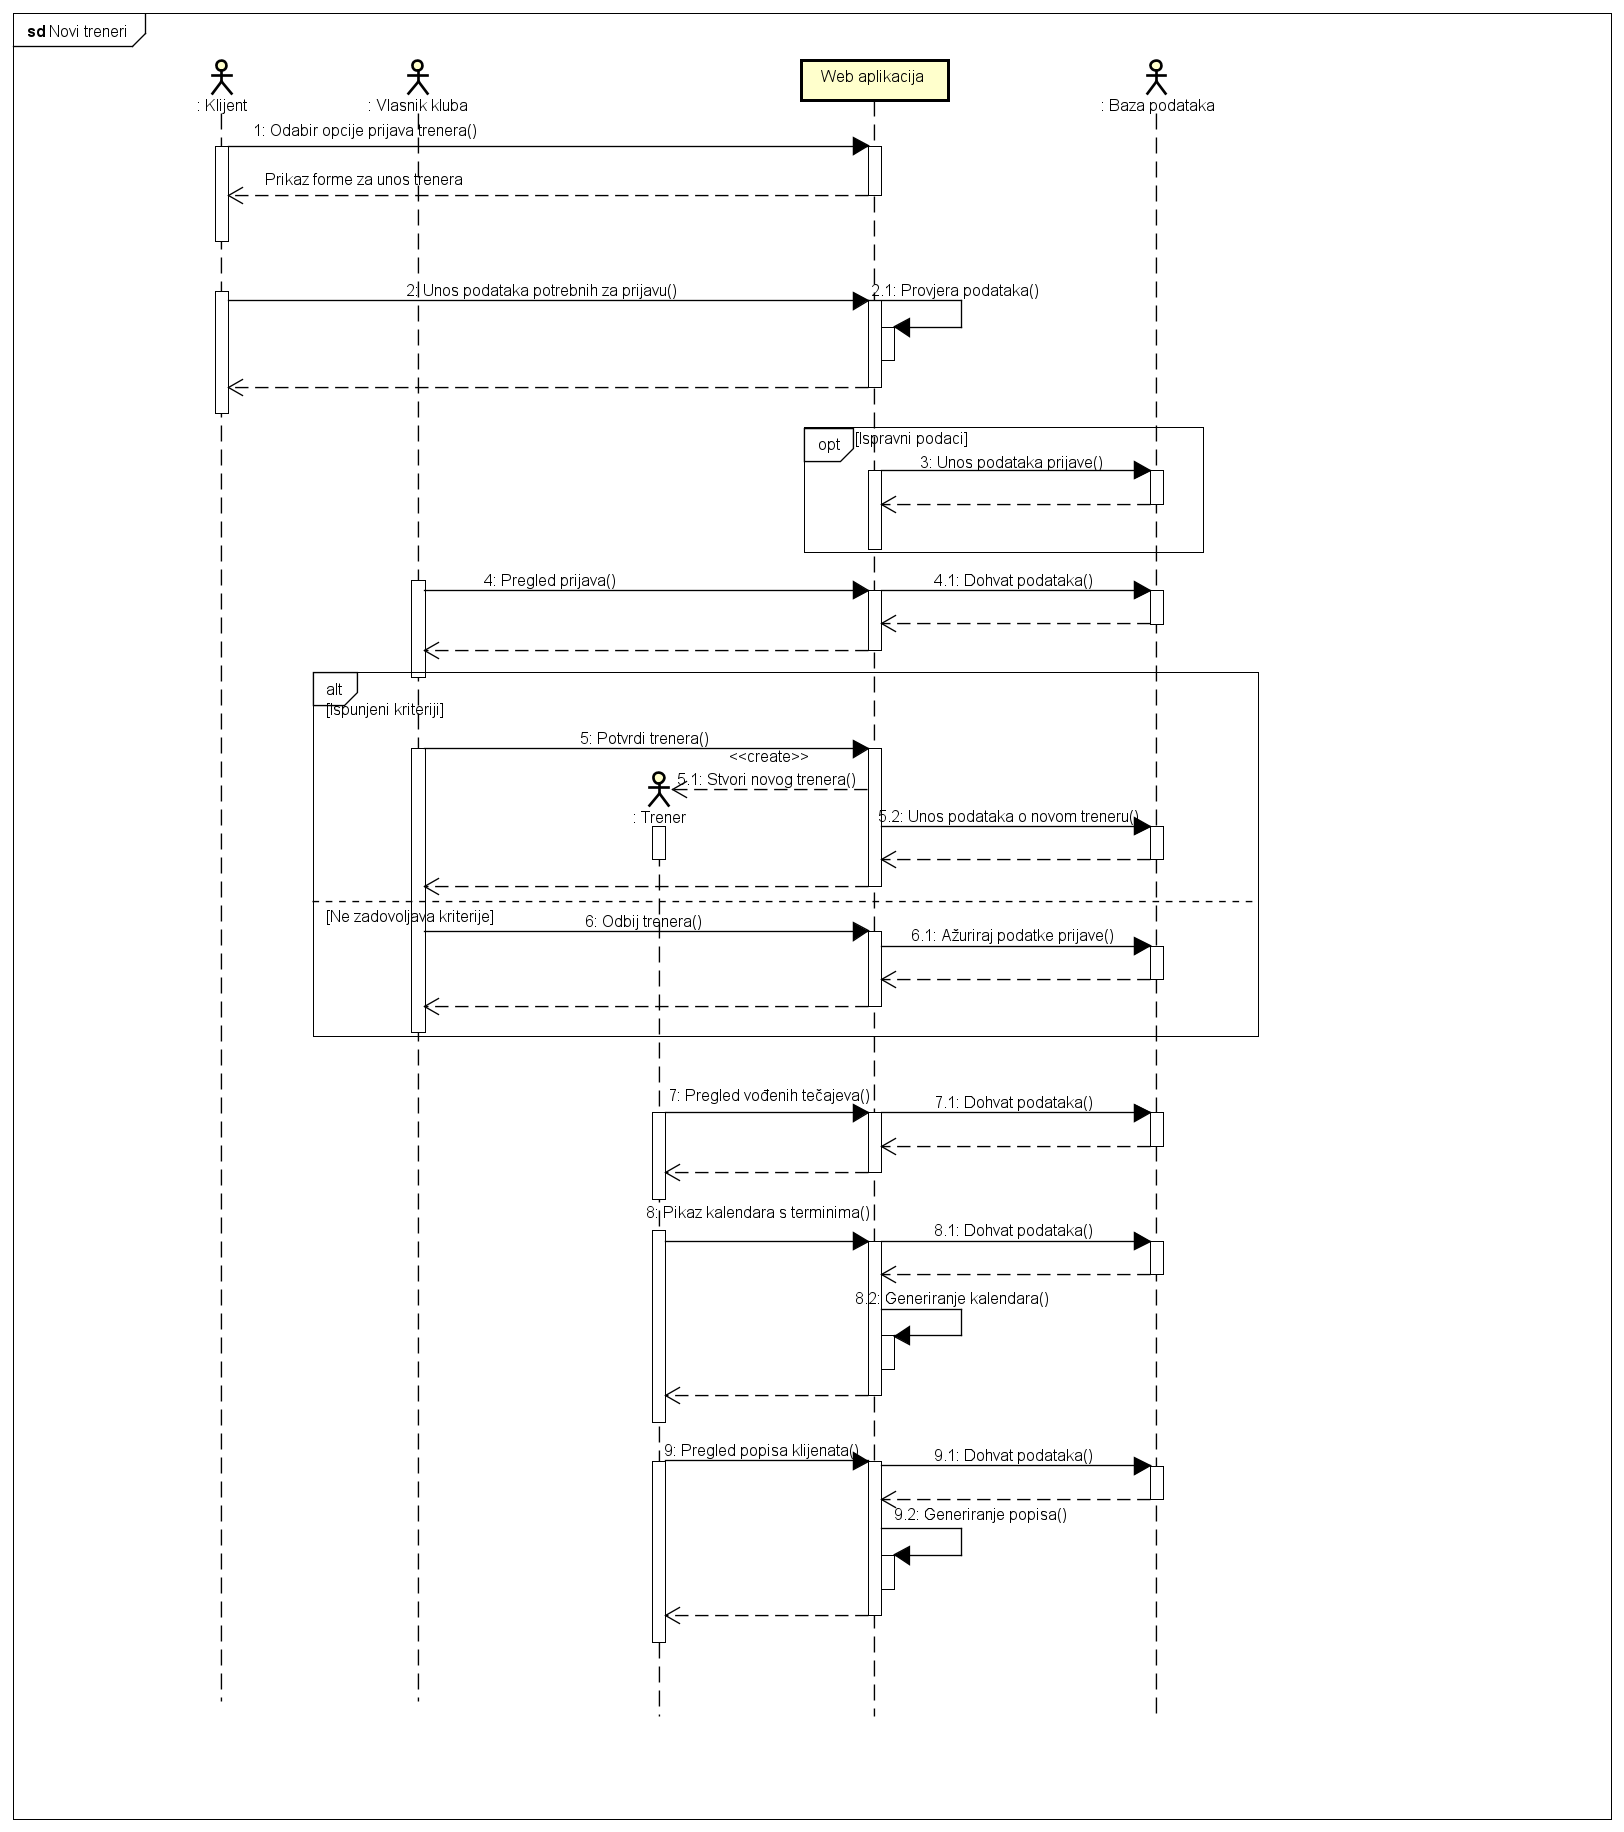 sd Novi treneri
: Klijent
: Vlasnik kluba
Web aplikacija
: Baza podataka
1: Odabir opcije prijava trenera()
Prikaz forme za unos trenera
2: Unos podataka potrebnih za prijavu()
2.1: Provjera podataka()
opt
[Ispravni podaci]
3: Unos podataka prijave()
4: Pregled prijava()
4.1: Dohvat podataka()
alt
[Ispunjeni kriteriji]
5: Potvrdi trenera()
<<create>>
5.1: Stvori novog trenera()
: Trener
5.2: Unos podataka o novom treneru()
[Ne zadovoljava kriterije]
6: Odbij trenera()
6.1: Ažuriraj podatke prijave()
7: Pregled vođenih tečajeva()
7.1: Dohvat podataka()
8: Pikaz kalendara s terminima()
8.1: Dohvat podataka()
8.2: Generiranje kalendara()
9: Pregled popisa klijenata()
9.1: Dohvat podataka()
9.2: Generiranje popisa()